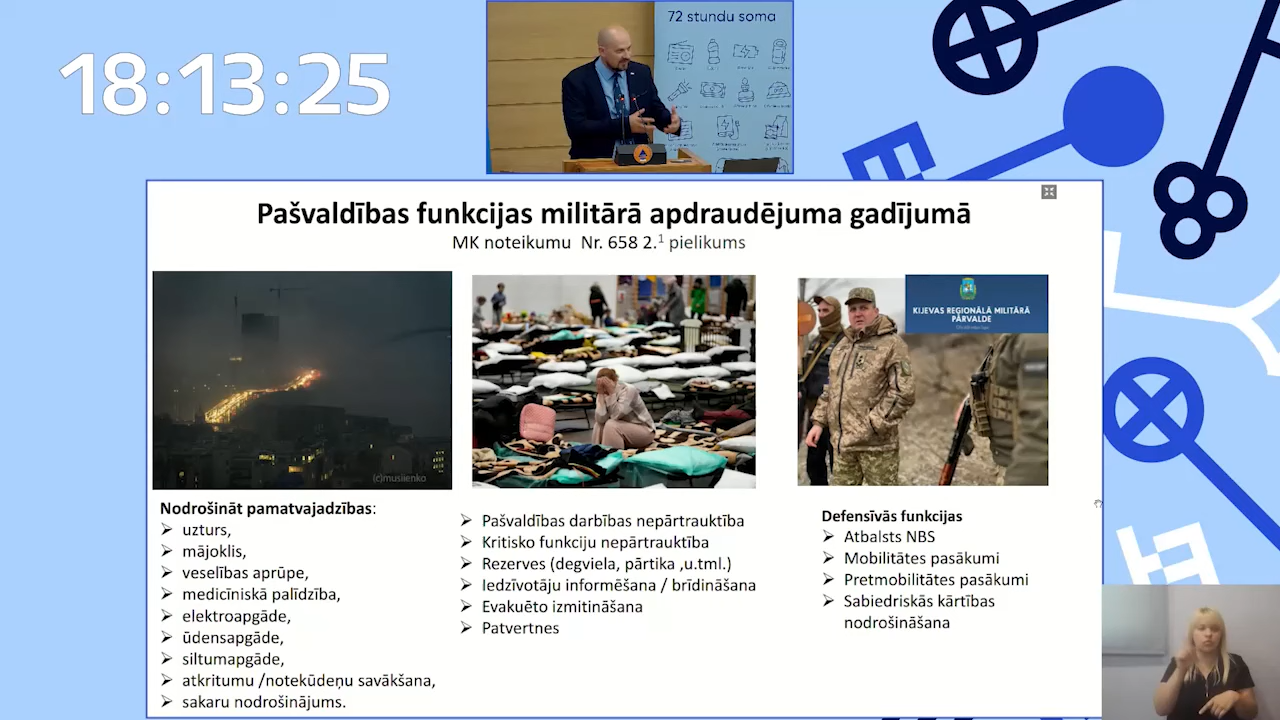 18:13:25
72 stundu soma
Pašvaldības funkcijas militārā apdraudējuma gadījumā
MK noteikumu Nr. 658 2.¹ pielikums
(c)musiienko
KIJEVAS REGIONĀLĀ MILITĀRĀ
PĀRVALDE
Nodrošināt pamatvajadzības:
➢ uzturs,
➢ mājoklis,
➢ veselības aprūpe,
➢ medicīniskā palīdzība,
➢ elektroapgāde,
➢ ūdensapgāde,
➢ siltumapgāde,
➢ atkritumu /notekūdeņu savākšana,
➢ sakaru nodrošinājums.
➢ Pašvaldības darbības nepārtrauktība
➢ Kritisko funkciju nepārtrauktība
➢ Rezerves (degviela, pārtika ,u.tml.)
➢ Iedzīvotāju informēšana / brīdināšana
➢ Evakuēto izmitināšana
➢ Patvertnes
Defensīvās funkcijas
➢ Atbalsts NBS
➢ Mobilitātes pasākumi
➢ Pretmobilitātes pasākumi
➢ Sabiedriskās kārtības
nodrošināšana